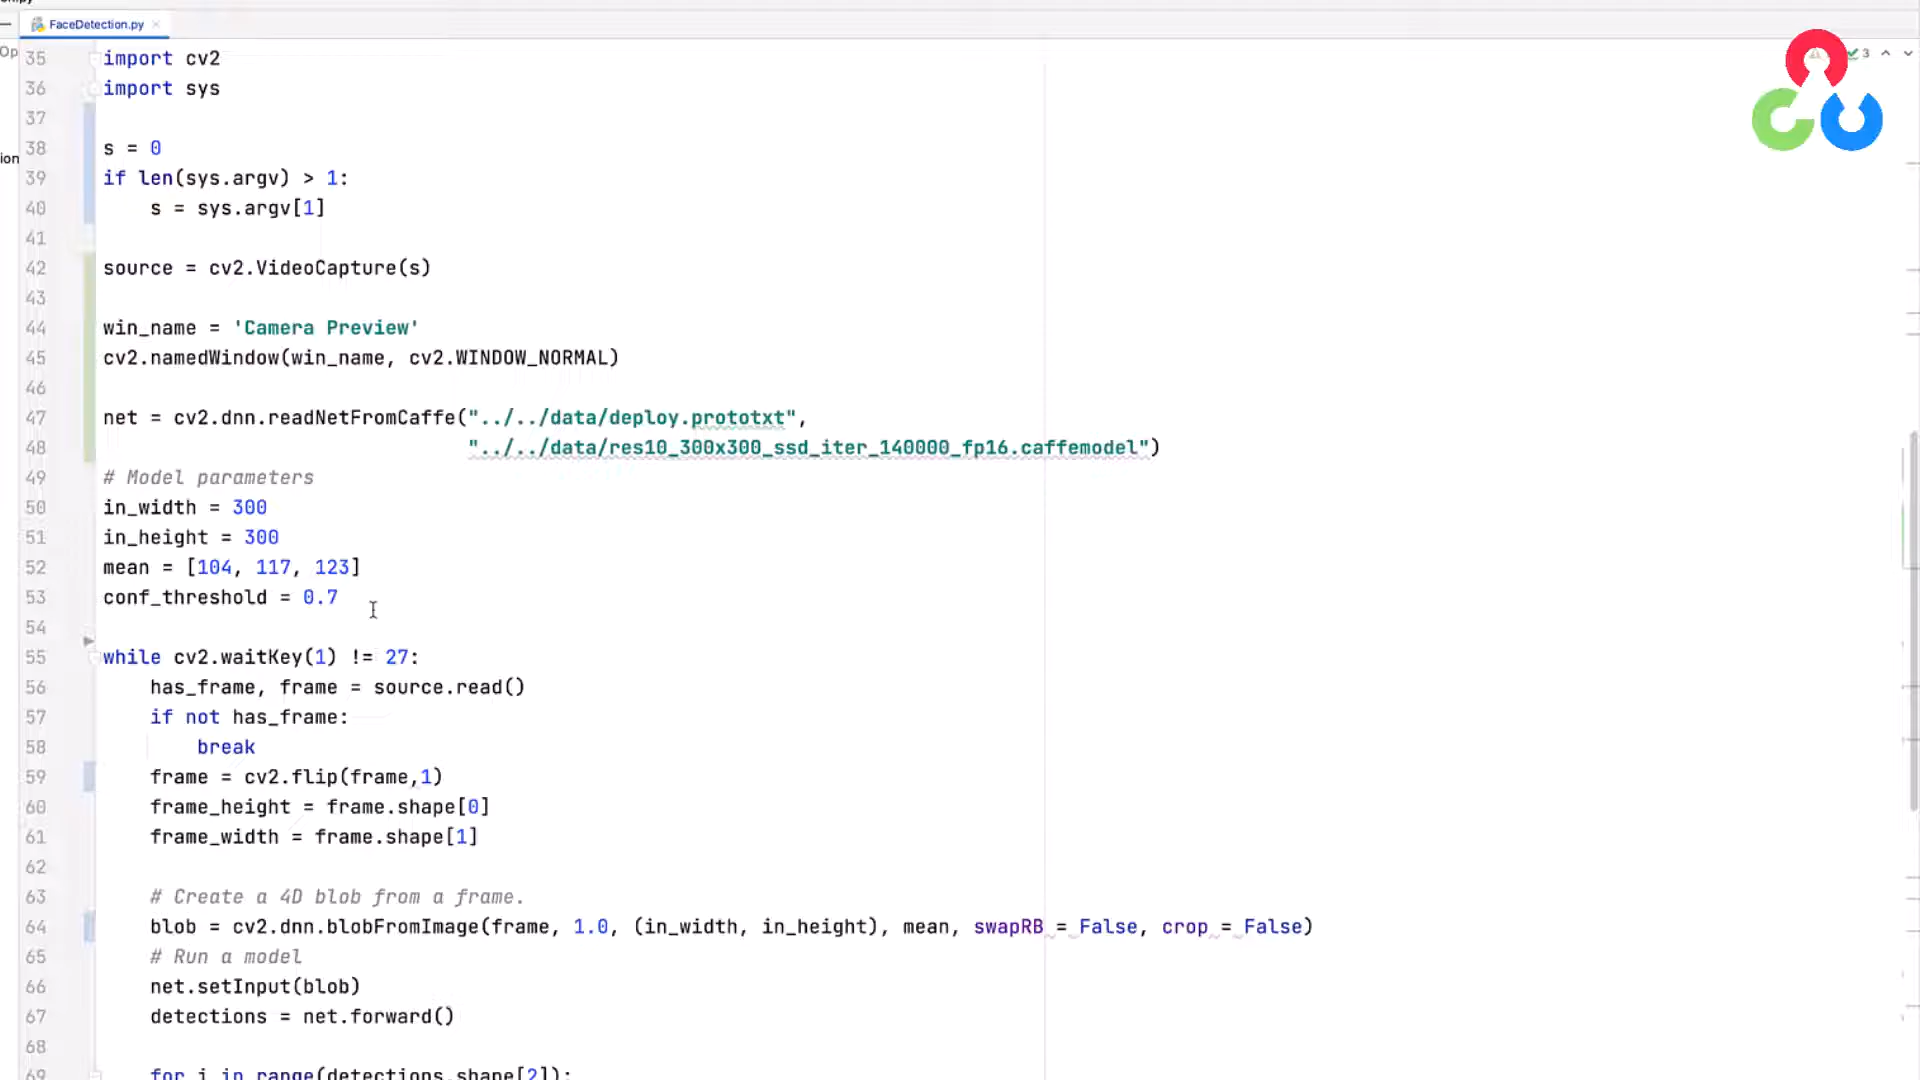 FaceDetection.py
Op
3
35 import cv2
36 import sys
37
38 s = 0
ion
39 if len(sys.argv) > 1:
40     s = sys.argv[1]
41
42 source = cv2.VideoCapture(s)
43
44 win_name = 'Camera Preview'
45 cv2.namedWindow(win_name, cv2.WINDOW_NORMAL)
46
47 net = cv2.dnn.readNetFromCaffe("../../data/deploy.prototxt",
48                                "../../data/res10_300x300_ssd_iter_140000_fp16.caffemodel")
49 # Model parameters
50 in_width = 300
51 in_height = 300
52 mean = [104, 117, 123]
53 conf_threshold = 0.7
54
55 while cv2.waitKey(1) != 27:
56     has_frame, frame = source.read()
57     if not has_frame:
58         break
59     frame = cv2.flip(frame,1)
60     frame_height = frame.shape[0]
61     frame_width = frame.shape[1]
62
63     # Create a 4D blob from a frame.
64     blob = cv2.dnn.blobFromImage(frame, 1.0, (in_width, in_height), mean, swapRB = False, crop = False)
65     # Run a model
66     net.setInput(blob)
67     detections = net.forward()
68
69     for i in range(detections.shape[2]):